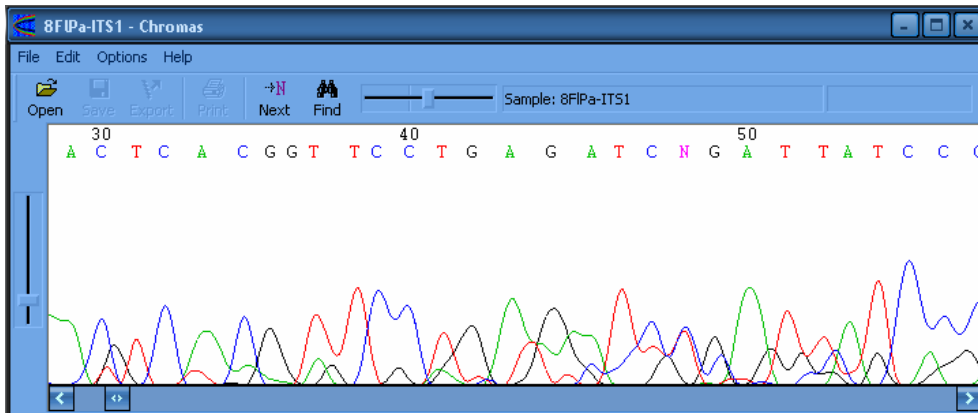 8FlPa-ITS1 - Chromas
File Edit Options Help
Open Save Export Print Next Find Sample: 8FlPa-ITS1
30 40 50
A C T C A C G G T T C C T G A G A T C N G A T T A T C C C